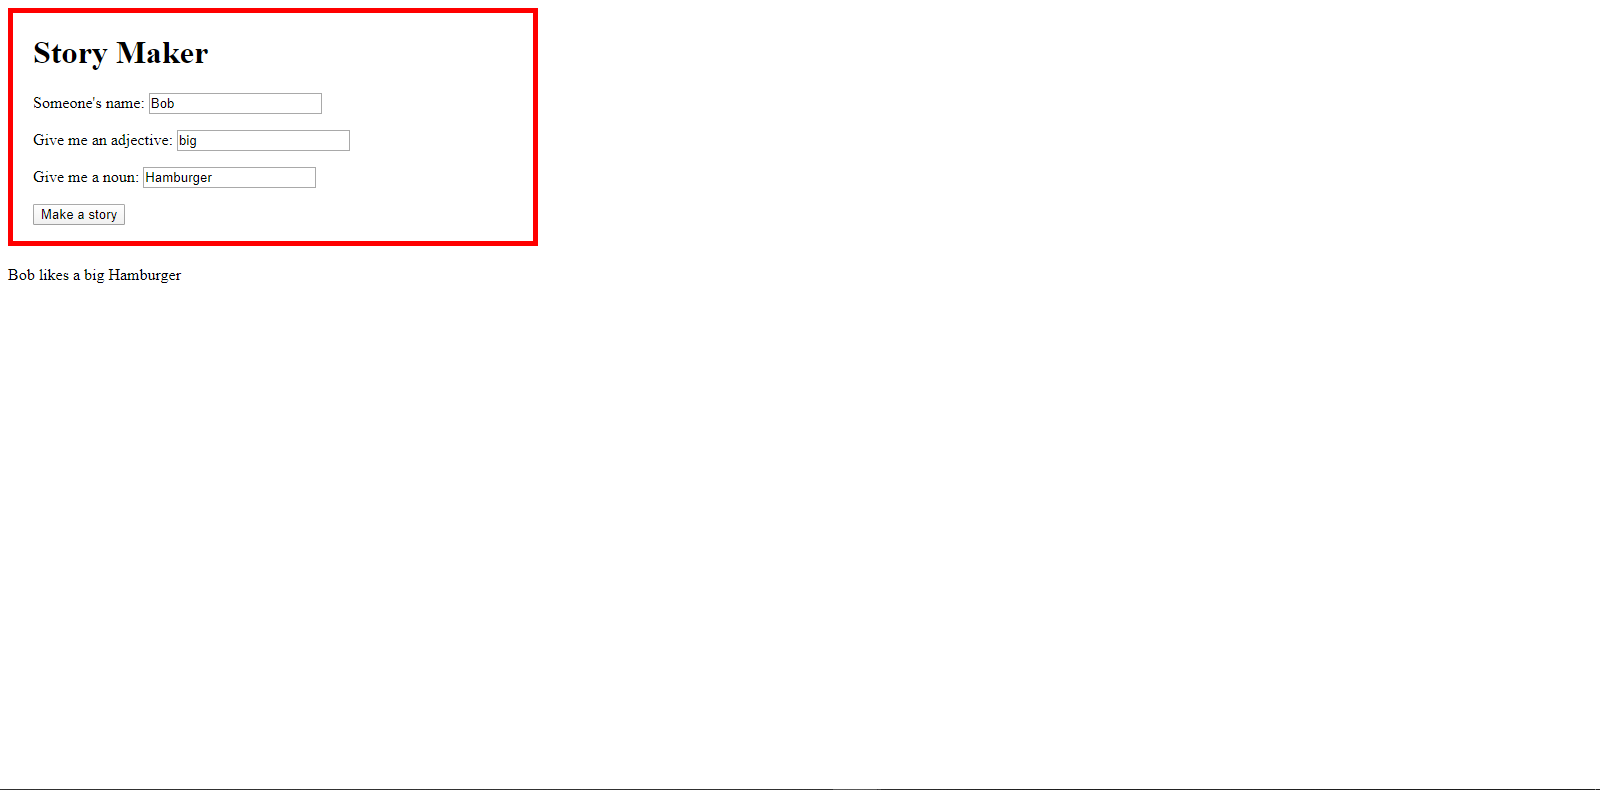 Story Maker
Someone's name: Bob
Give me an adjective: big
Give me a noun: Hamburger
Make a story
Bob likes a big Hamburger